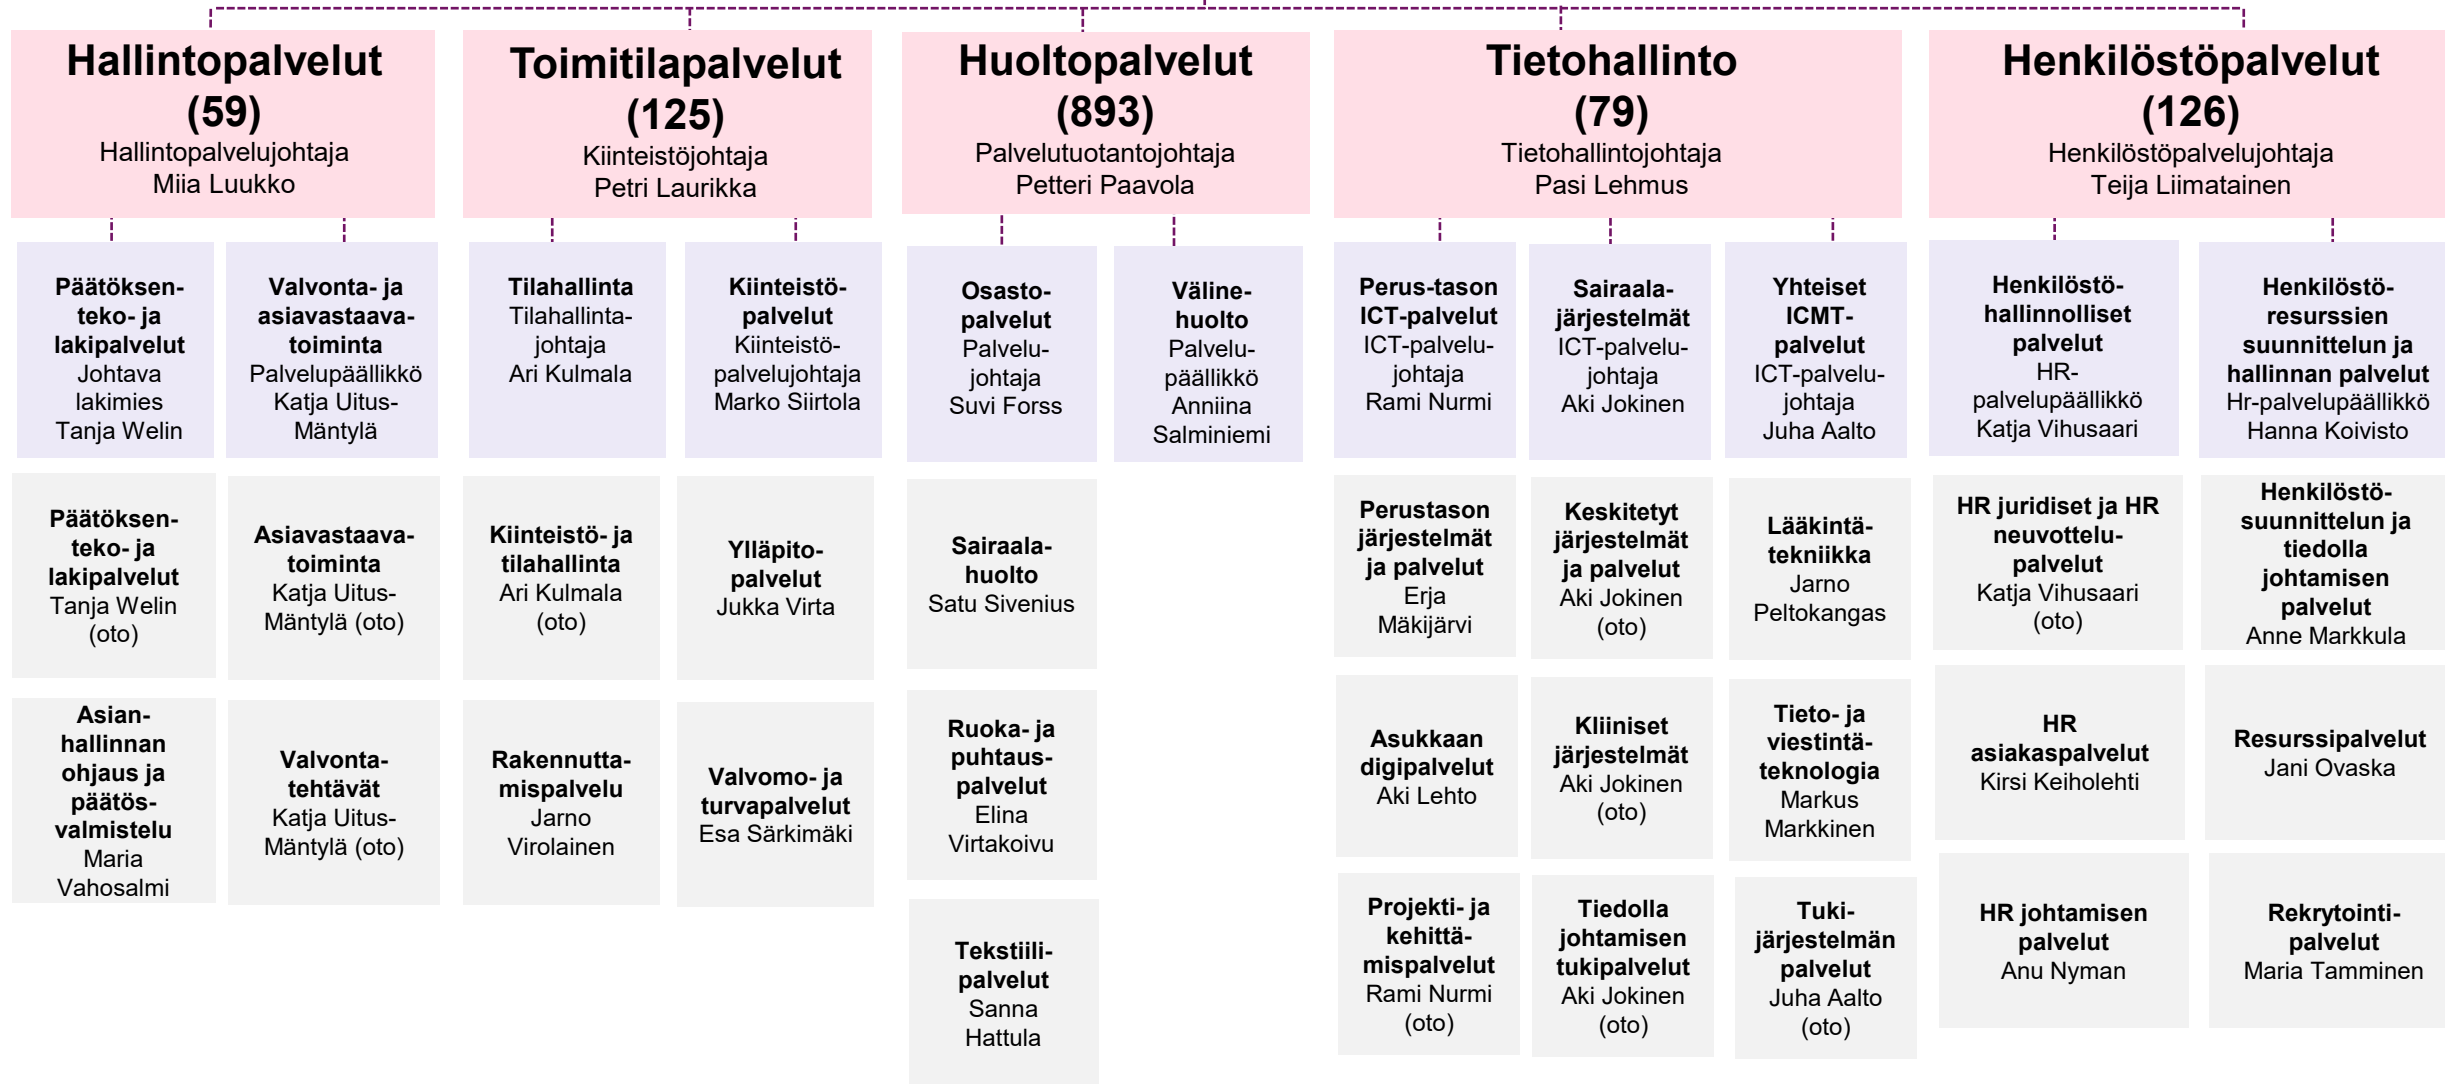 Hallintopalvelut
(59)
Hallintopalvelujohtaja
Miia Luukko
Toimitilapalvelut
(125)
Kiinteistöjohtaja
Petri Laurikka
Huoltopalvelut
(893)
Palvelutuotantojohtaja
Petteri Paavola
Tietohallinto
(79)
Tietohallintojohtaja
Pasi Lehmus
Henkilöstöpalvelut
(126)
Henkilöstöpalvelujohtaja
Teija Liimatainen
Päätöksen-
teko- ja
lakipalvelut
Johtava
lakimies
Tanja Welin
Valvonta- ja
asiavastaava-
toiminta
Palvelupäällikkö
Katja Uitus-
Mäntylä
Tilahallinta
Tilahallinta-
johtaja
Ari Kulmala
Kiinteistö-
palvelut
Kiinteistö-
palvelujohtaja
Marko Siirtola
Osasto-
palvelut
Palvelu-
johtaja
Suvi Forss
Väline-
huolto
Palvelu-
päällikkö
Anniina
Salminiemi
Perus-tason
ICT-palvelut
ICT-palvelu-
johtaja
Rami Nurmi
Sairaala-
järjestelmät
ICT-palvelu-
johtaja
Aki Jokinen
Yhteiset
ICMT-
palvelut
ICT-palvelu-
johtaja
Juha Aalto
Henkilöstö-
hallinnolliset
palvelut
HR-
palvelupäällikkö
Katja Vihusaari
Henkilöstö-
resurssien
suunnittelun ja
hallinnan palvelut
Hr-palvelupäällikkö
Hanna Koivisto
Päätöksen-
teko- ja
lakipalvelut
Tanja Welin
(oto)
Asiavastaava-
toiminta
Katja Uitus-
Mäntylä (oto)
Kiinteistö- ja
tilahallinta
Ari Kulmala
(oto)
Ylläpito-
palvelut
Jukka Virta
Sairaala-
huolto
Satu Sivenius
Perustason
järjestelmät
ja palvelut
Erja
Mäkijärvi
Keskitetyt
järjestelmät
ja palvelut
Aki Jokinen
(oto)
Lääkintä-
tekniikka
Jarno
Peltokangas
HR juridiset ja HR
neuvottelu-
palvelut
Katja Vihusaari
(oto)
Henkilöstö-
suunnittelun ja
tiedolla
johtamisen
palvelut
Anne Markkula
Asian-
hallinnan
ohjaus ja
päätös-
valmistelu
Maria
Vahosalmi
Valvonta-
tehtävät
Katja Uitus-
Mäntylä (oto)
Rakennutta-
mispalvelu
Jarno
Virolainen
Valvomo- ja
turvapalvelut
Esa Särkimäki
Ruoka- ja
puhtaus-
palvelut
Elina
Virtakoivu
Asukkaan
digipalvelut
Aki Lehto
Kliiniset
järjestelmät
Aki Jokinen
(oto)
Tieto- ja
viestintä-
teknologia
Markus
Markkinen
HR
asiakaspalvelut
Kirsi Keiholehti
Resurssipalvelut
Jani Ovaska
Tekstiili-
palvelut
Sanna
Hattula
Projekti- ja
kehittä-
mispalvelut
Rami Nurmi
(oto)
Tiedolla
johtamisen
tukipalvelut
Aki Jokinen
(oto)
Tuki-
järjestelmän
palvelut
Juha Aalto
(oto)
HR johtamisen
palvelut
Anu Nyman
Rekrytointi-
palvelut
Maria Tamminen